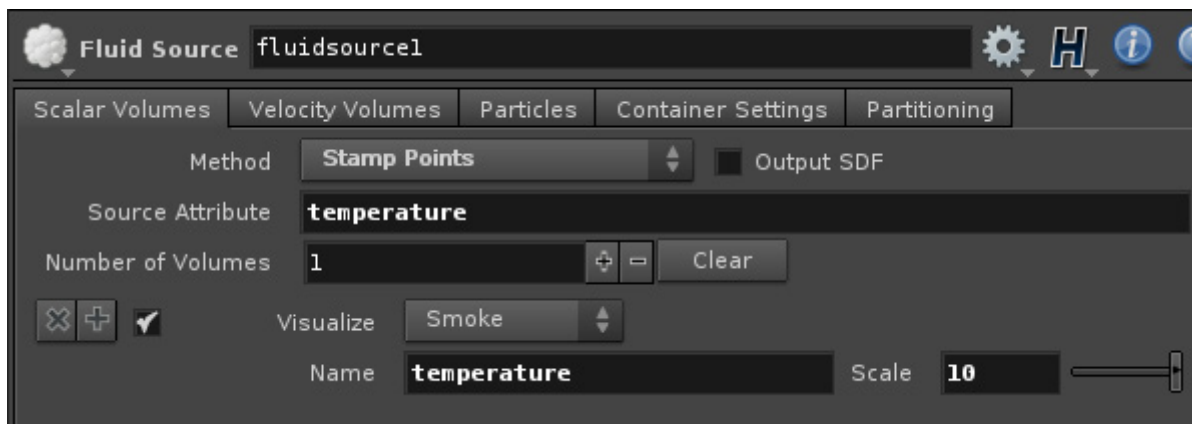 Fluid Source fluidsource1
Scalar Volumes Velocity Volumes Particles Container Settings Partitioning
Method Stamp Points Output SDF
Source Attribute temperature
Number of Volumes 1 Clear
Visualize Smoke
Name temperature Scale 10